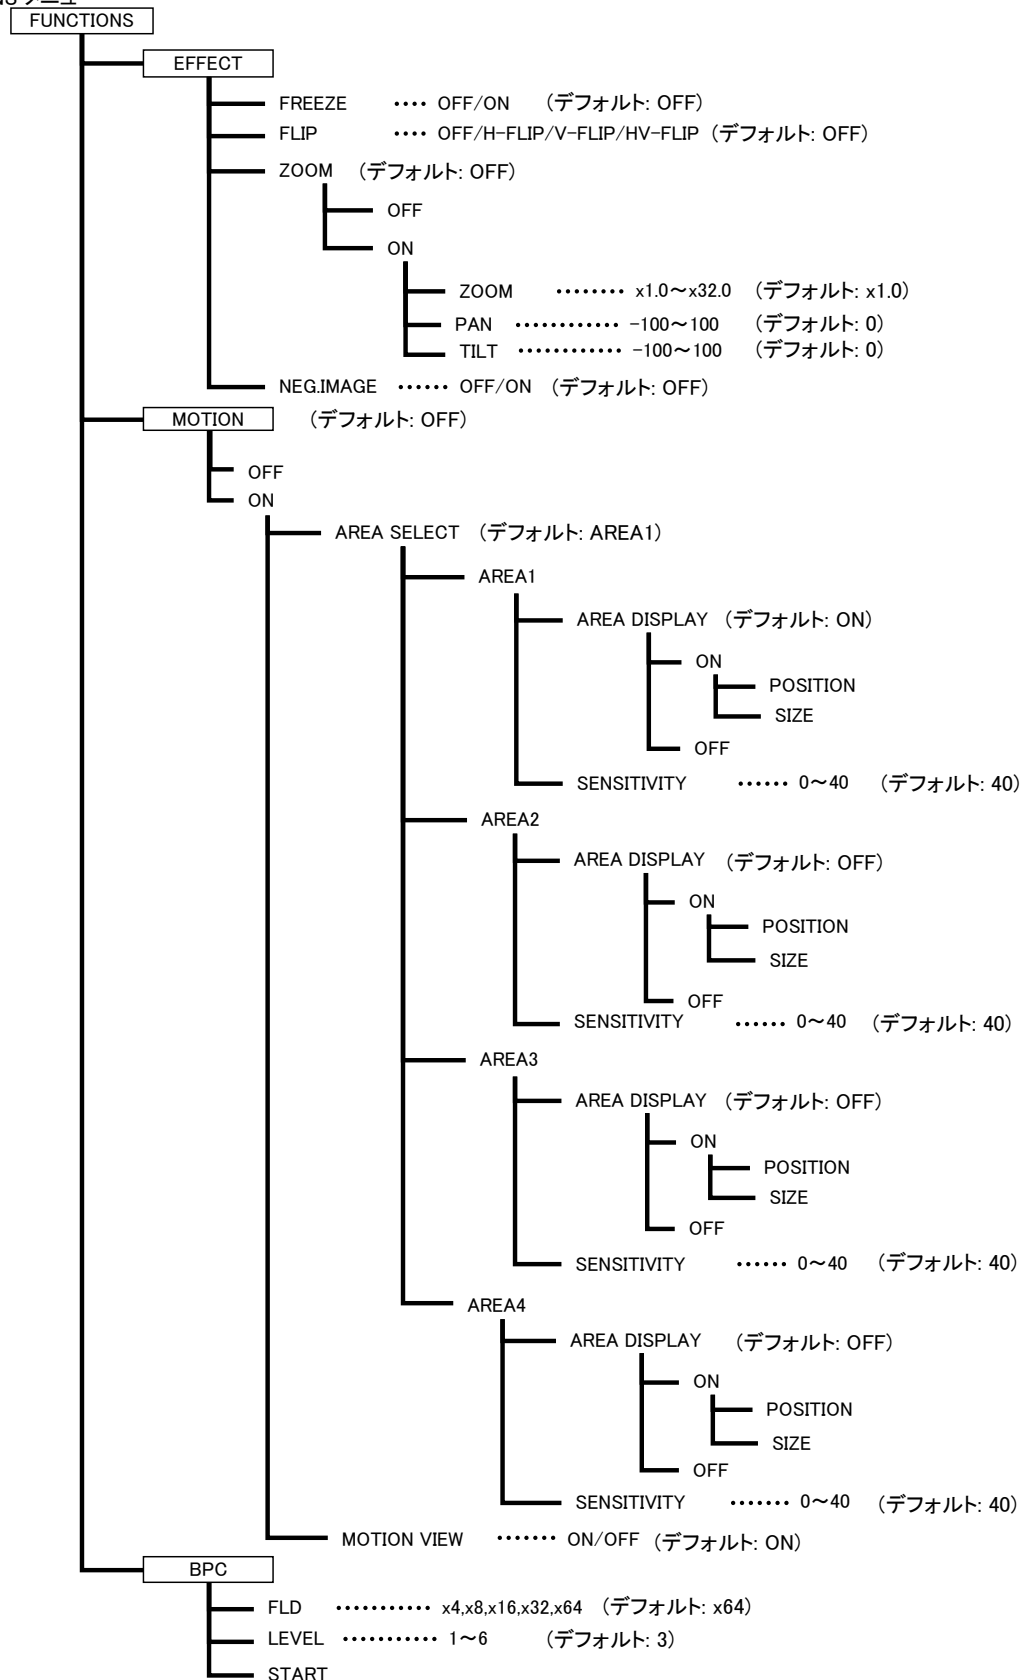 メニュー
FUNCTIONS
EFFECT
FREEZE ···· OFF/ON (デフォルト: OFF)
FLIP ···· OFF/H-FLIP/V-FLIP/HV-FLIP (デフォルト: OFF)
ZOOM (デフォルト: OFF)
OFF
ON
ZOOM ········ x1.0～x32.0 (デフォルト: x1.0)
PAN ············ -100～100 (デフォルト: 0)
TILT ············ -100～100 (デフォルト: 0)
NEG.IMAGE ······ OFF/ON (デフォルト: OFF)
MOTION (デフォルト: OFF)
OFF
ON
AREA SELECT (デフォルト: AREA1)
AREA1
AREA DISPLAY (デフォルト: ON)
ON
POSITION
SIZE
OFF
SENSITIVITY ······ 0～40 (デフォルト: 40)
AREA2
AREA DISPLAY (デフォルト: OFF)
ON
POSITION
SIZE
OFF
SENSITIVITY ······ 0～40 (デフォルト: 40)
AREA3
AREA DISPLAY (デフォルト: OFF)
ON
POSITION
SIZE
OFF
SENSITIVITY ······ 0～40 (デフォルト: 40)
AREA4
AREA DISPLAY (デフォルト: OFF)
ON
POSITION
SIZE
OFF
SENSITIVITY ······· 0～40 (デフォルト: 40)
MOTION VIEW ······· ON/OFF (デフォルト: ON)
BPC
FLD ··········· x4,x8,x16,x32,x64 (デフォルト: x64)
LEVEL ··········· 1～6 (デフォルト: 3)
START